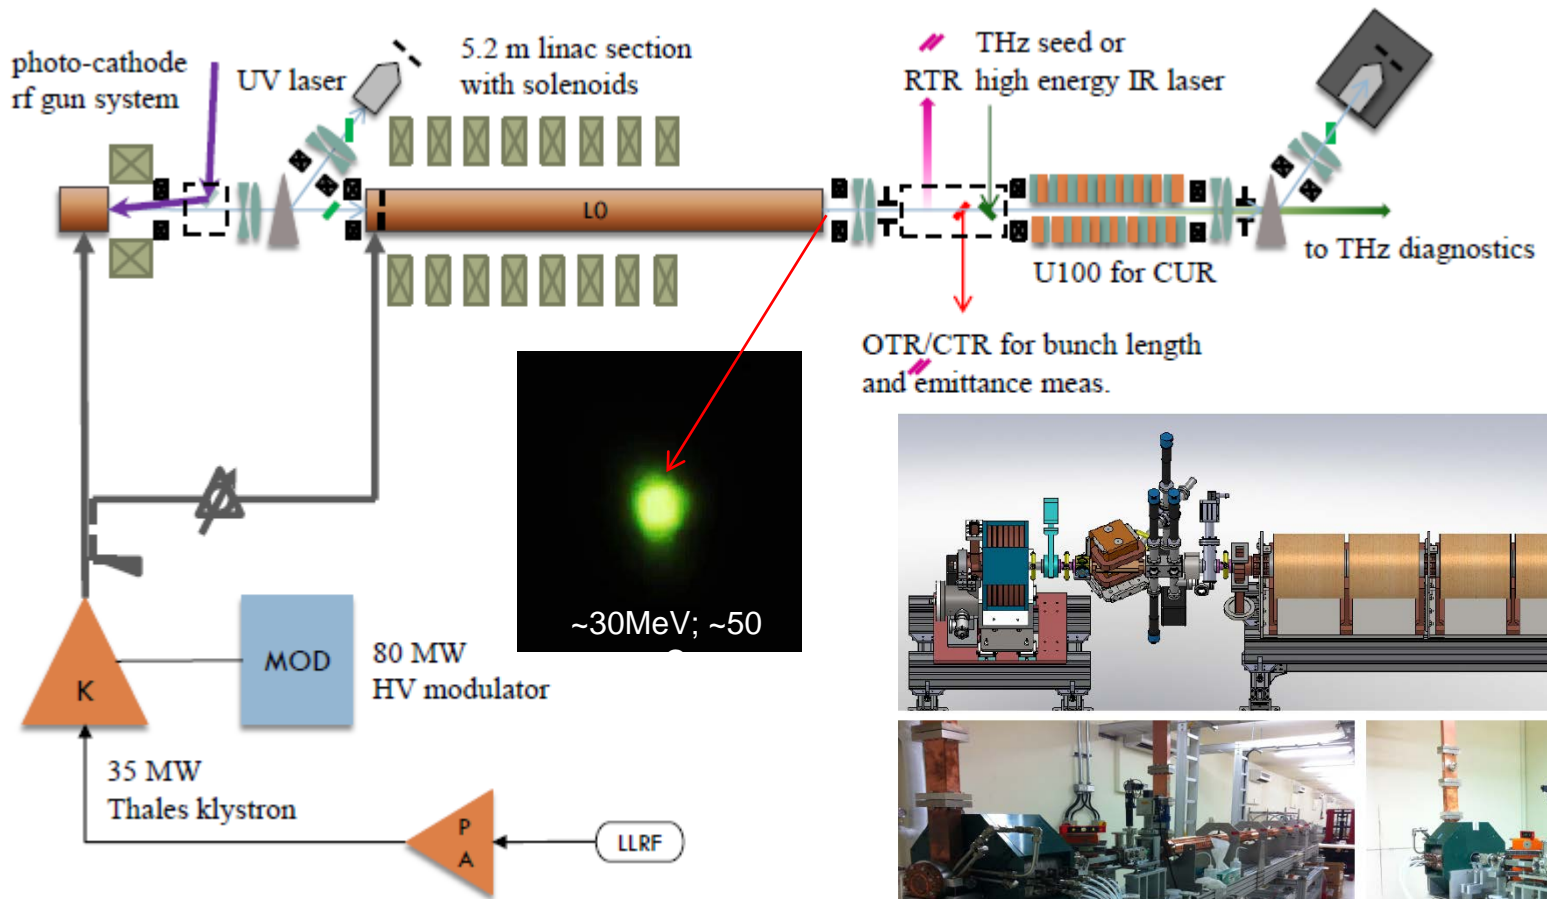 photo-cathode
rf gun system
UV laser
5.2 m linac section
with solenoids
THz seed or
RTR high energy IR laser
L0
U100 for CUR
to THz diagnostics
OTR/CTR for bunch length
and emittance meas.
~30MeV; ~50
K
MOD
80 MW
HV modulator
35 MW
Thales klystron
P
A
LLRF